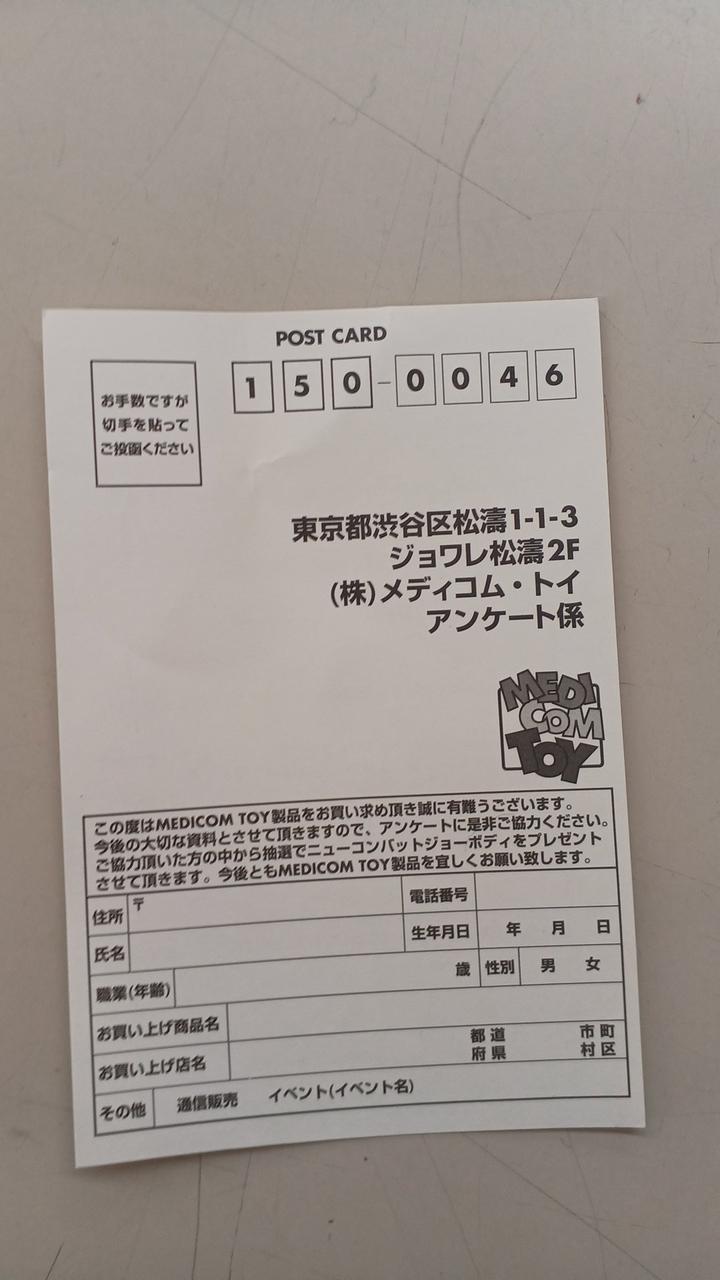 POST CARD
お手数ですが
切手を貼って
ご投函ください
150-0046
東京都渋谷区松濤1-1-3
ジョワレ松濤2F
(株)メディコム・トイ
アンケート係
MEDI
COM
TOY
この度はMEDICOM TOY製品をお買い求め頂き誠に有難うございます。
今後の大切な資料とさせて頂きますので、アンケートに是非ご協力ください。
ご協力頂いた方の中から抽選でニューコンバットジョーボディをプレゼント
させて頂きます。今後ともMEDICOM TOY製品を宜しくお願い致します。
住所 〒 電話番号
氏名 生年月日 年 月 日
職業(年齢) 歳 性別 男 女
お買い上げ商品名
お買い上げ店名 都道府県 市町村区
その他 通信販売 イベント(イベント名)